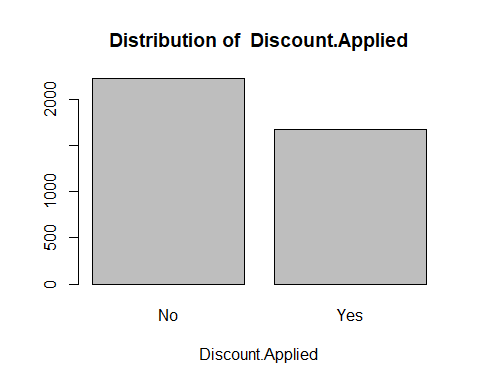 Distribution of  Discount.Applied
2000
1000
500
0
No
Yes
Discount.Applied